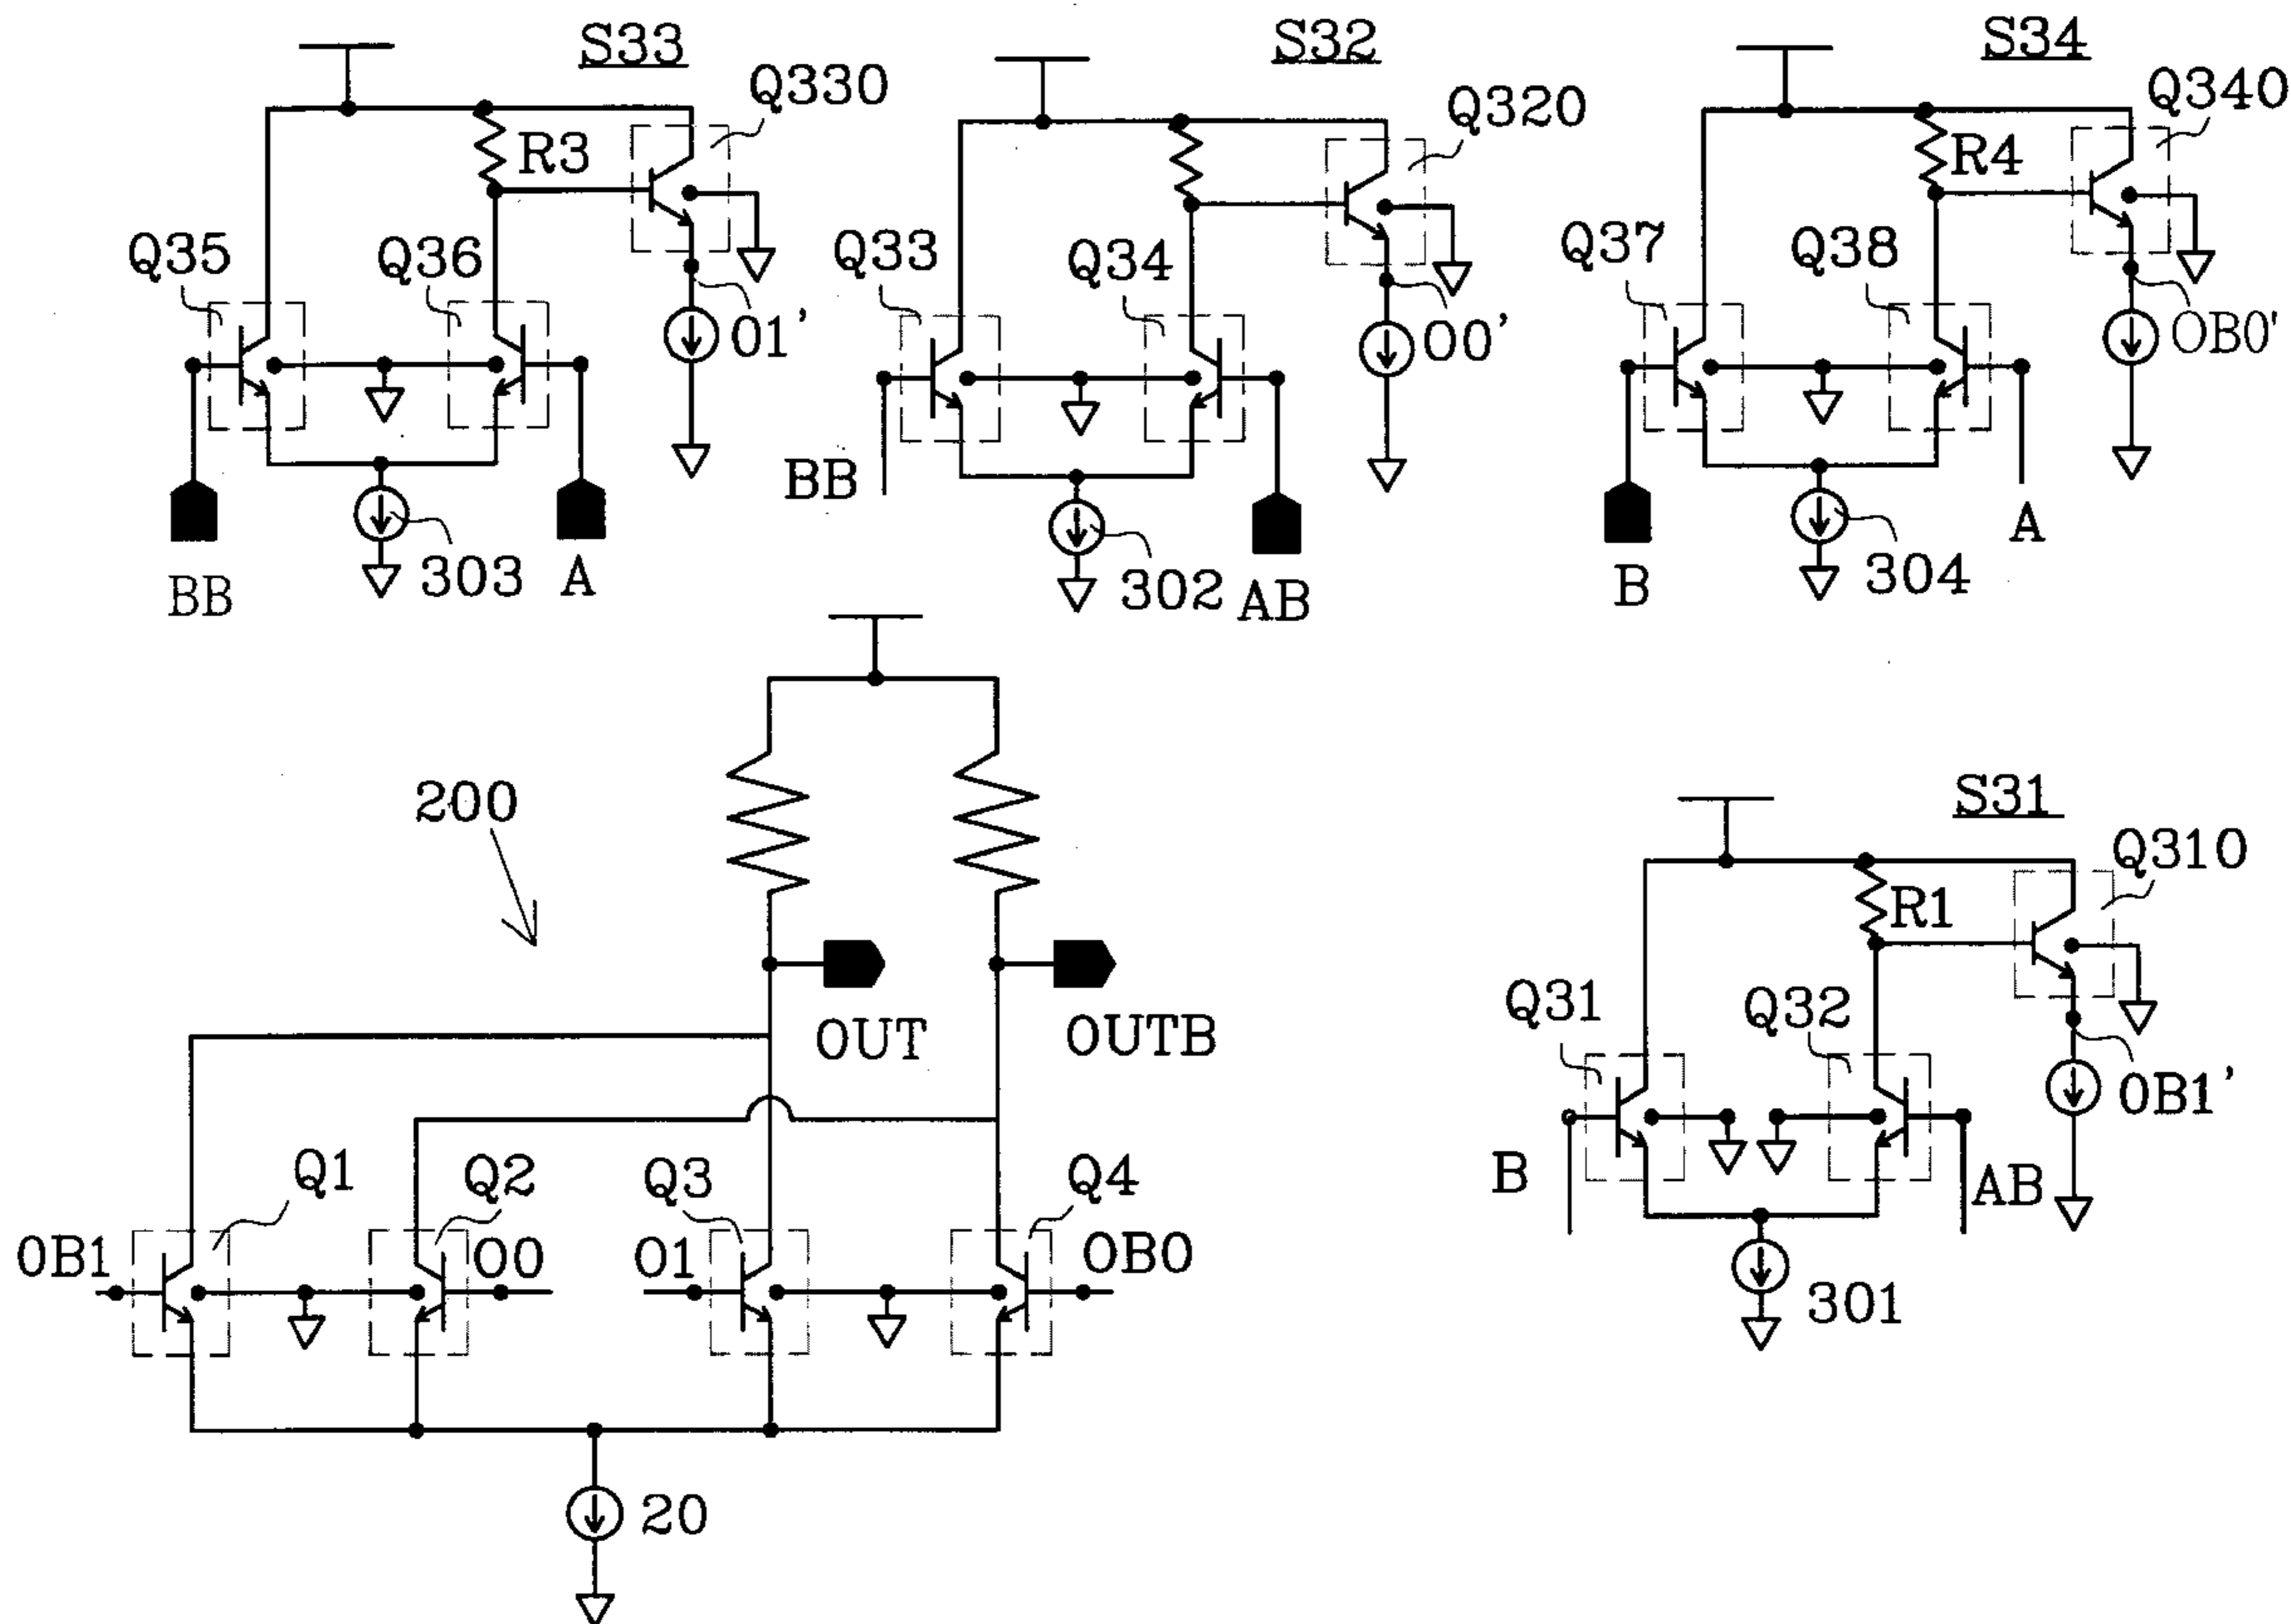 S33
Q330
R3
Q35
Q36
O1'
BB
303
A
S32
Q320
Q33
Q34
O0'
BB
302
AB
S34
Q340
R4
Q37
Q38
OB0'
B
304
A
200
OUT
OUTB
Q1
Q2
Q3
Q4
OB1
O0
O1
OB0
20
S31
Q310
R1
Q31
Q32
OB1'
B
AB
301